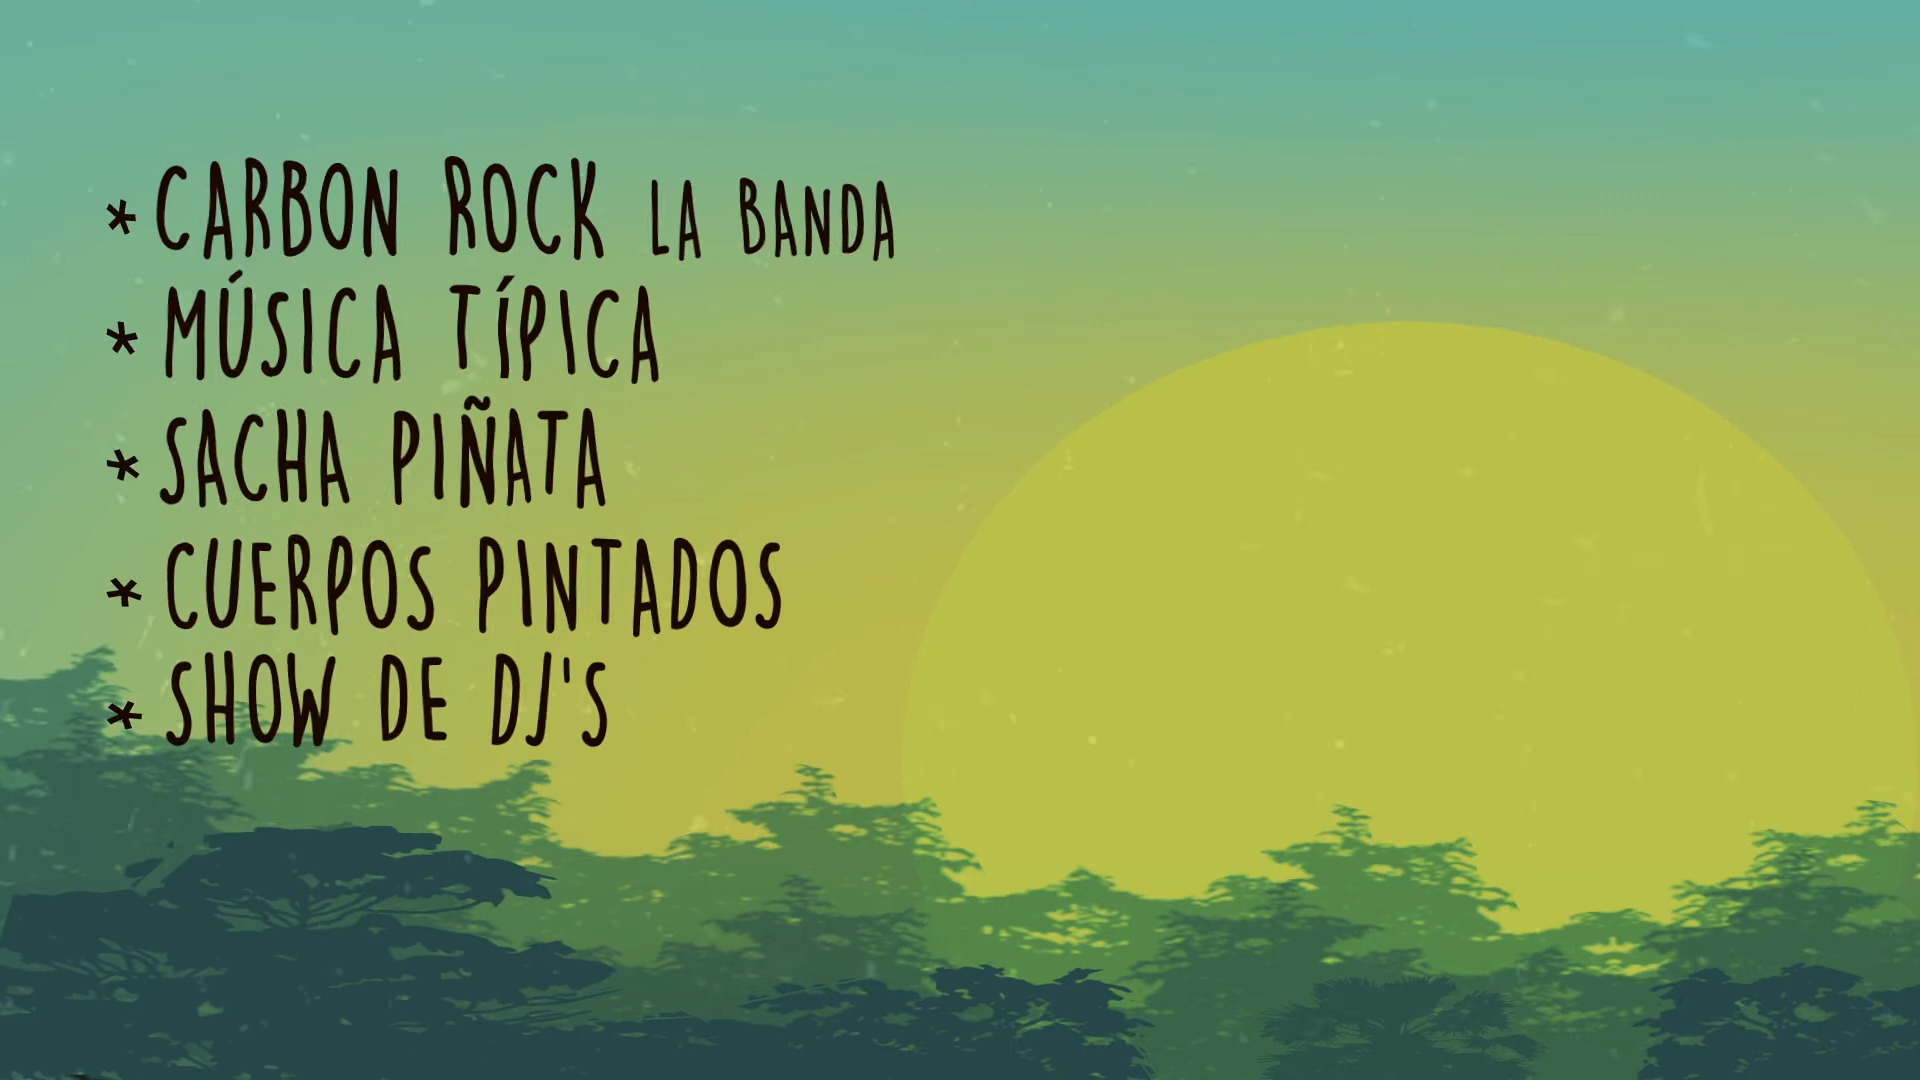 * CARBON ROCK LA BANDA
* MÚSICA TÍPICA
* SACHA PIÑATA
* CUERPOS PINTADOS
* SHOW DE DJ'S